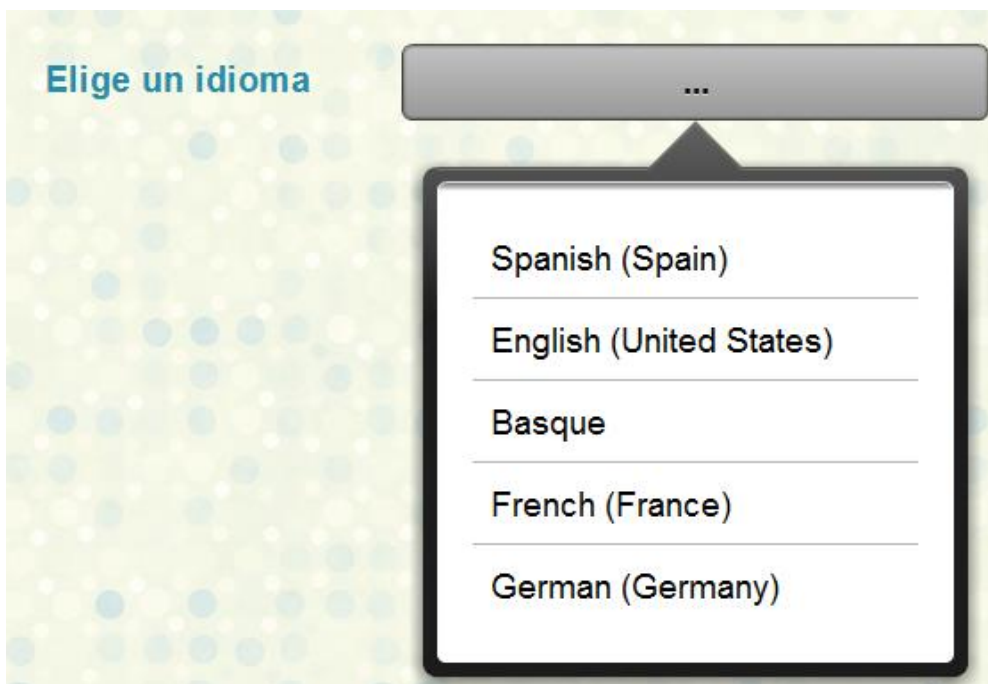 Elige un idioma
...
Spanish (Spain)
English (United States)
Basque
French (France)
German (Germany)